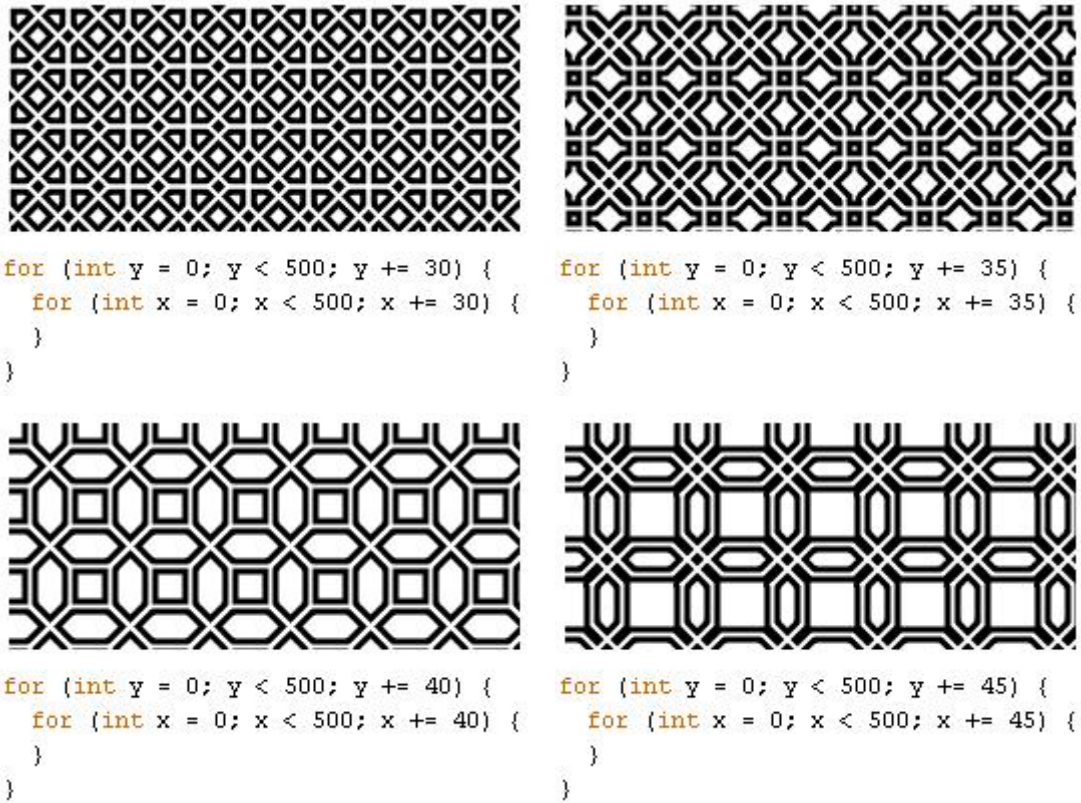 for (int y = 0; y < 500; y += 30) {
  for (int x = 0; x < 500; x += 30) {
  }
}
for (int y = 0; y < 500; y += 35) {
  for (int x = 0; x < 500; x += 35) {
  }
}
for (int y = 0; y < 500; y += 40) {
  for (int x = 0; x < 500; x += 40) {
  }
}
for (int y = 0; y < 500; y += 45) {
  for (int x = 0; x < 500; x += 45) {
  }
}